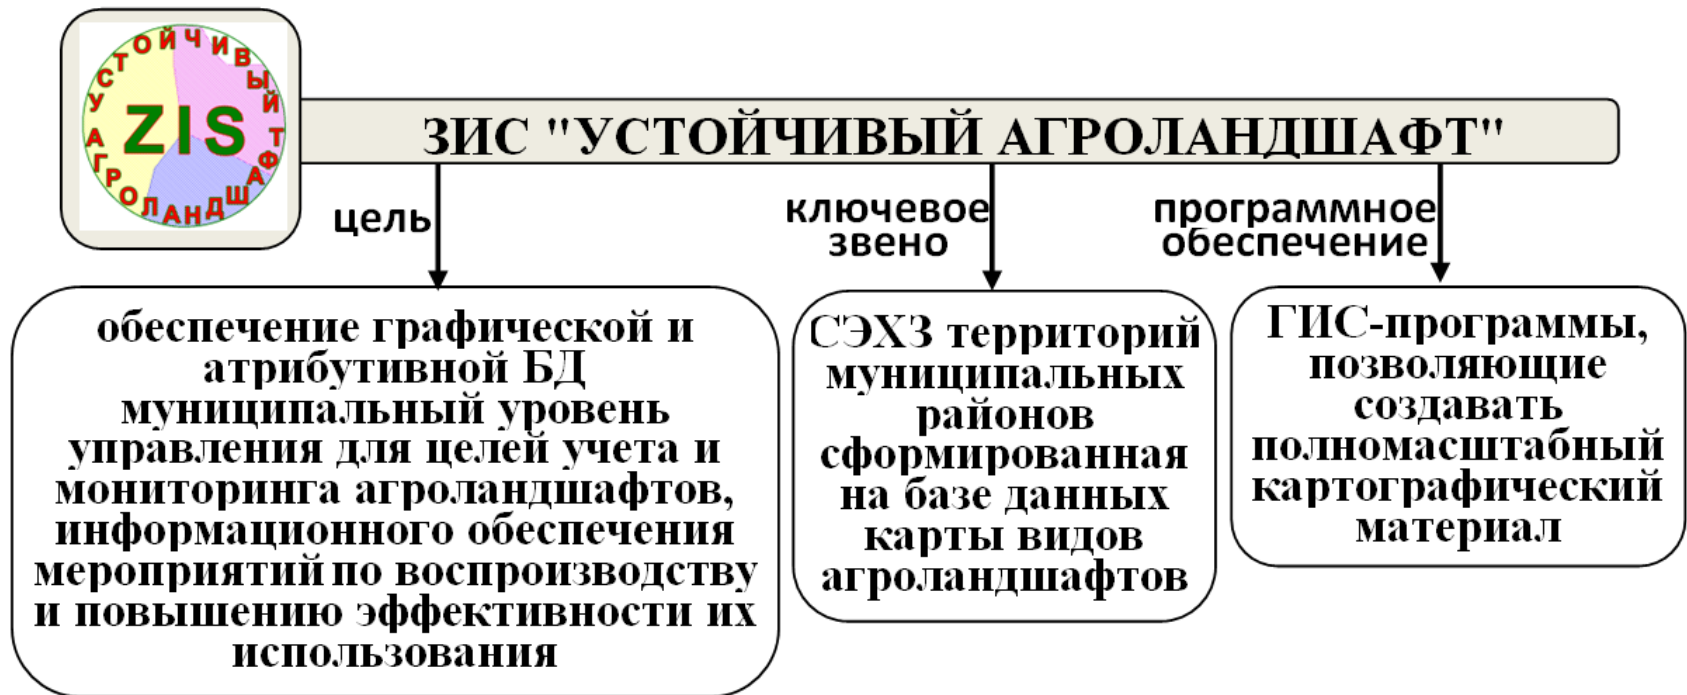 УСТОЙЧИВЫЙ
АГРОЛАНДШАФТ
ZIS
ЗИС "УСТОЙЧИВЫЙ АГРОЛАНДШАФТ"
цель
ключевое
звено
программное
обеспечение
обеспечение графической и
атрибутивной БД
муниципальный уровень
управления для целей учета и
мониторинга агроландшафтов,
информационного обеспечения
мероприятий по воспроизводству
и повышению эффективности их
использования
СЭХЗ территорий
муниципальных
районов
сформированная
на базе данных
карты видов
агроландшафтов
ГИС-программы,
позволяющие
создавать
полномасштабный
картографический
материал